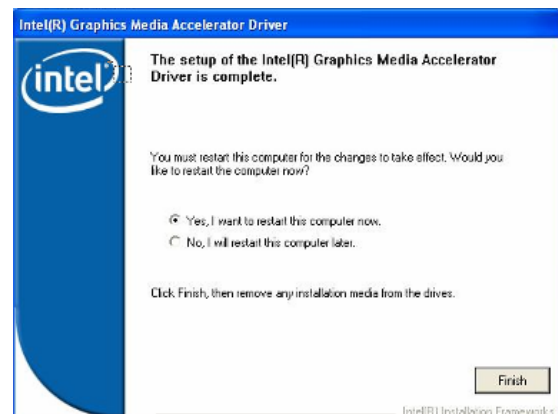 Intel(R) Graphics Media Accelerator Driver
intel
The setup of the Intel(R) Graphics Media Accelerator
Driver is complete.
You must restart this computer for the changes to take effect. Would you
like to restart the computer now?
Yes, I want to restart this computer now.
No, I will restart this computer later.
Click Finish, then remove any installation media from the drives.
Finish
Intel(R) Installation Frameworks